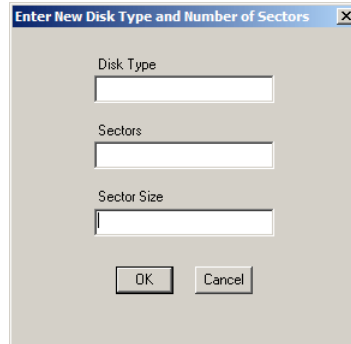 Enter New Disk Type and Number of Sectors
Disk Type
Sectors
Sector Size
OK Cancel